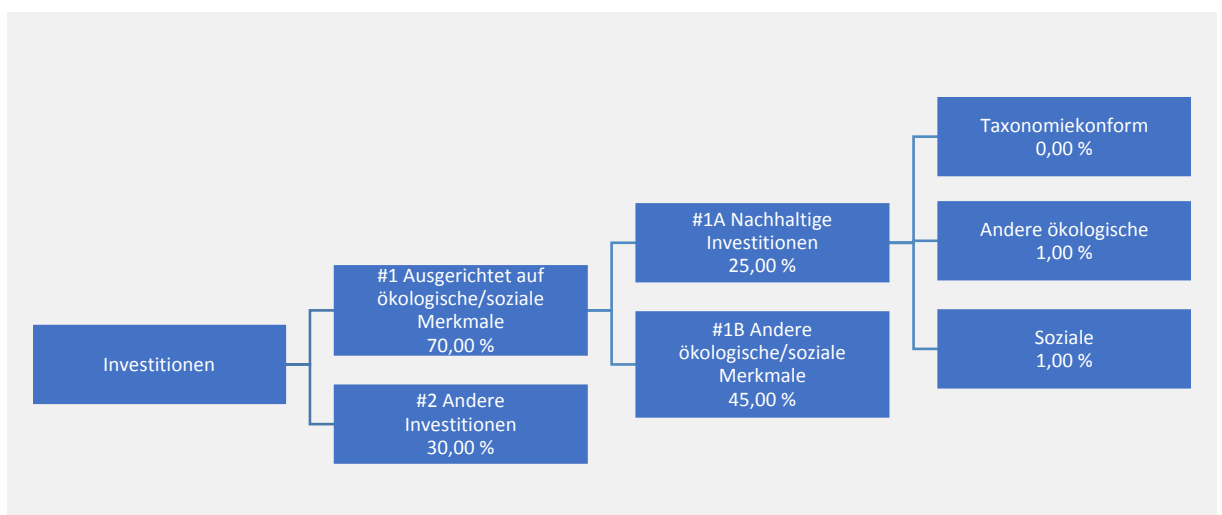 Investitionen
#1 Ausgerichtet auf
ökologische/soziale
Merkmale
70,00 %
#2 Andere
Investitionen
30,00 %
#1A Nachhaltige
Investitionen
25,00 %
#1B Andere
ökologische/soziale
Merkmale
45,00 %
Taxonomiekonform
0,00 %
Andere ökologische
1,00 %
Soziale
1,00 %